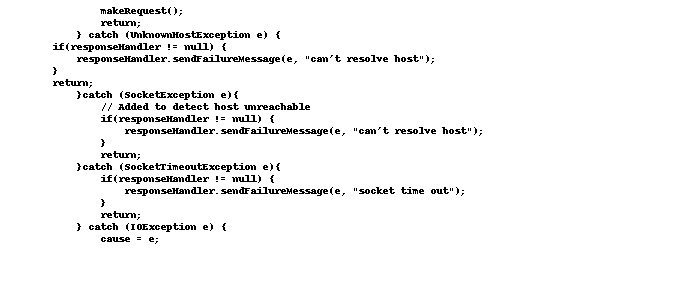 makeRequest();
return;
} catch (UnknownHostException e) {
if(responseHandler != null) {
responseHandler.sendFailureMessage(e, "can't resolve host");
}
return;
}catch (SocketException e){
// Added to detect host unreachable
if(responseHandler != null) {
responseHandler.sendFailureMessage(e, "can't resolve host");
}
return;
}catch (SocketTimeoutException e){
if(responseHandler != null) {
responseHandler.sendFailureMessage(e, "socket time out");
}
return;
} catch (IOException e) {
cause = e;